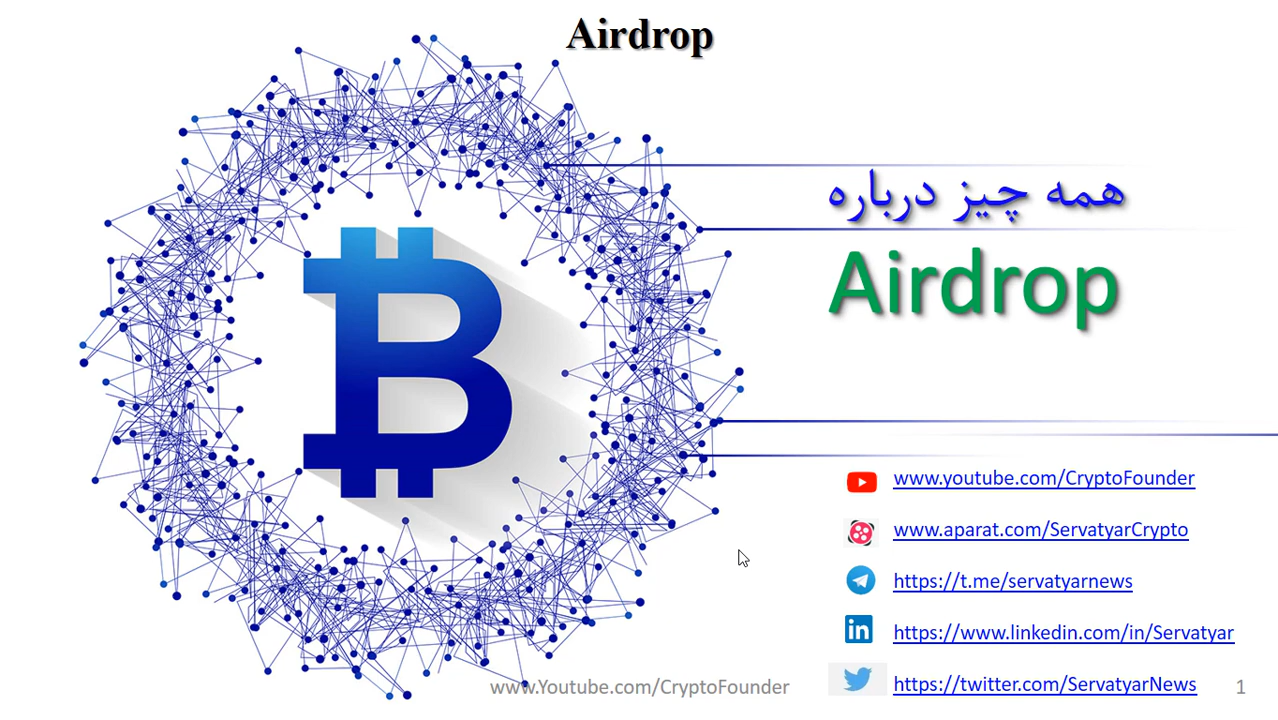 Airdrop
همه چیز درباره
Airdrop
www.youtube.com/CryptoFounder
www.aparat.com/ServatyarCrypto
https://t.me/servatyarnews
https://www.linkedin.com/in/Servatyar
https://twitter.com/ServatyarNews
www.Youtube.com/CryptoFounder
1